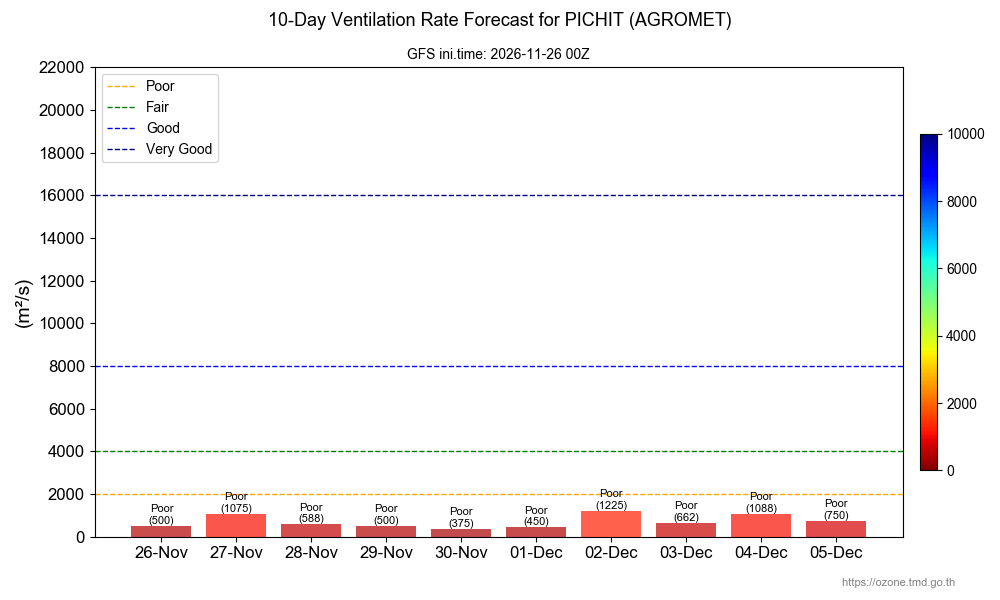 10-Day Ventilation Rate Forecast for PICHIT (AGROMET)
GFS ini.time: 2026-11-26 00Z
(m²/s)
22000
20000
18000
16000
14000
12000
10000
8000
6000
4000
2000
0
Poor
Fair
Good
Very Good
Poor
(500)
Poor
(1075)
Poor
(588)
Poor
(500)
Poor
(375)
Poor
(450)
Poor
(1225)
Poor
(662)
Poor
(1088)
Poor
(750)
26-Nov 27-Nov 28-Nov 29-Nov 30-Nov 01-Dec 02-Dec 03-Dec 04-Dec 05-Dec
10000
8000
6000
4000
2000
0
https://ozone.tmd.go.th